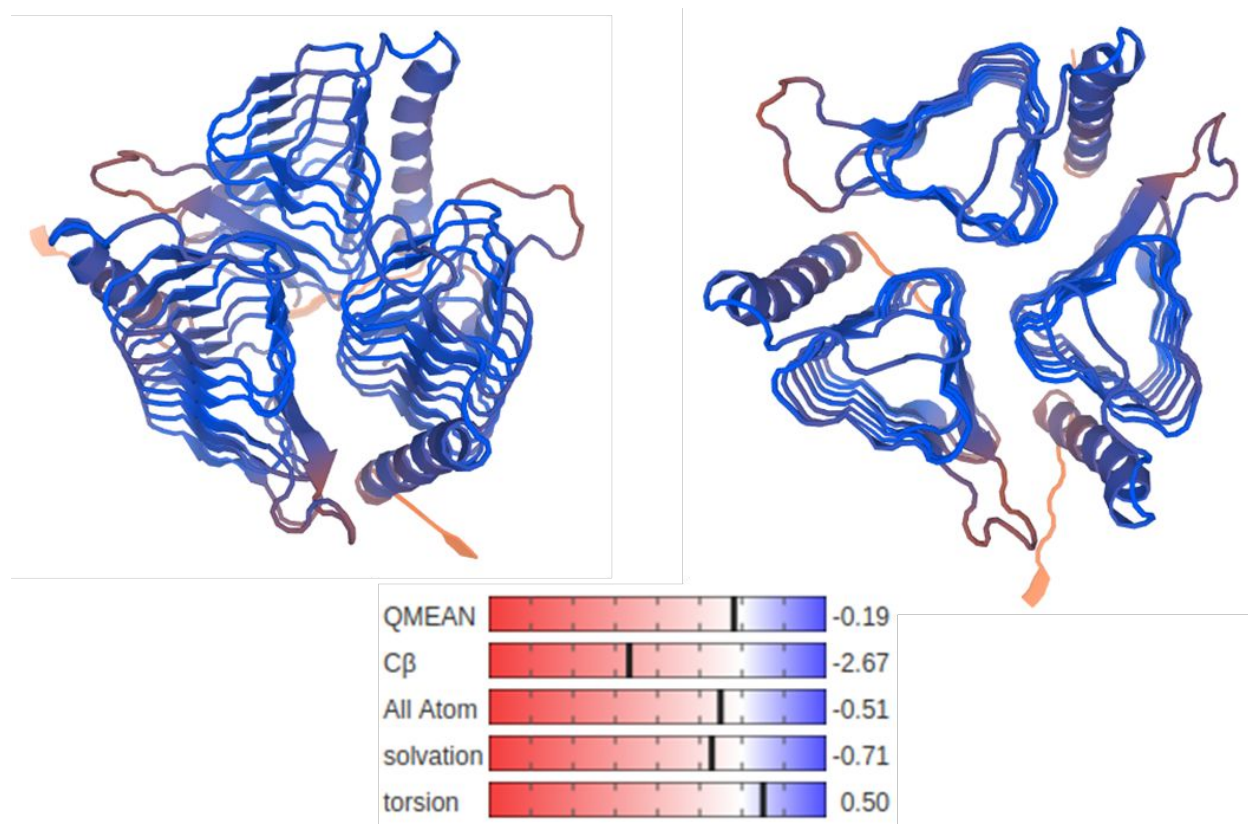 QMEAN -0.19
Cβ -2.67
All Atom -0.51
solvation -0.71
torsion 0.50